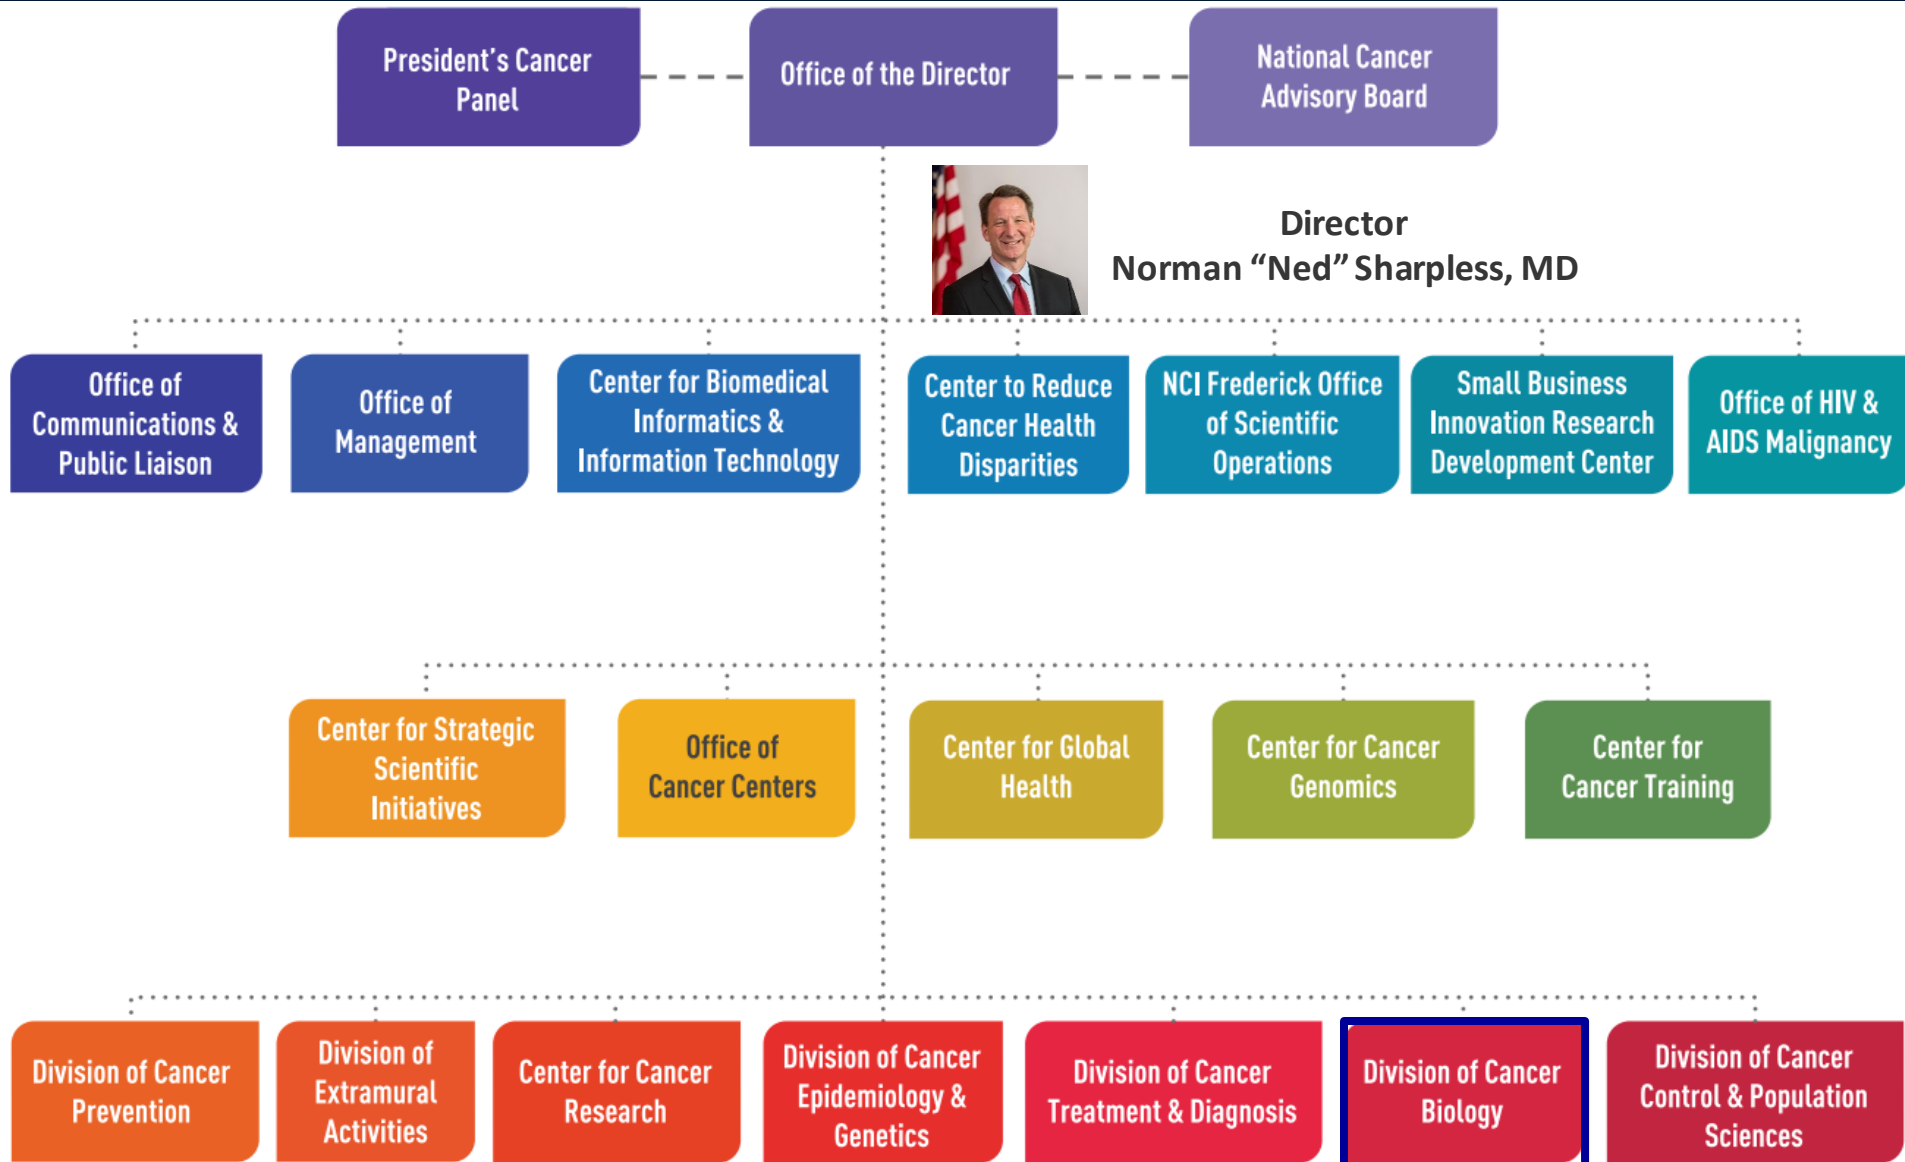 President's Cancer
Panel
Office of the Director
National Cancer
Advisory Board
Director
Norman “Ned” Sharpless, MD
Office of
Communications &
Public Liaison
Office of
Management
Center for Biomedical
Informatics &
Information Technology
Center to Reduce
Cancer Health
Disparities
NCI Frederick Office
of Scientific
Operations
Small Business
Innovation Research
Development Center
Office of HIV &
AIDS Malignancy
Center for Strategic
Scientific
Initiatives
Office of
Cancer Centers
Center for Global
Health
Center for Cancer
Genomics
Center for
Cancer Training
Division of Cancer
Prevention
Division of
Extramural
Activities
Center for Cancer
Research
Division of Cancer
Epidemiology &
Genetics
Division of Cancer
Treatment & Diagnosis
Division of Cancer
Biology
Division of Cancer
Control & Population
Sciences